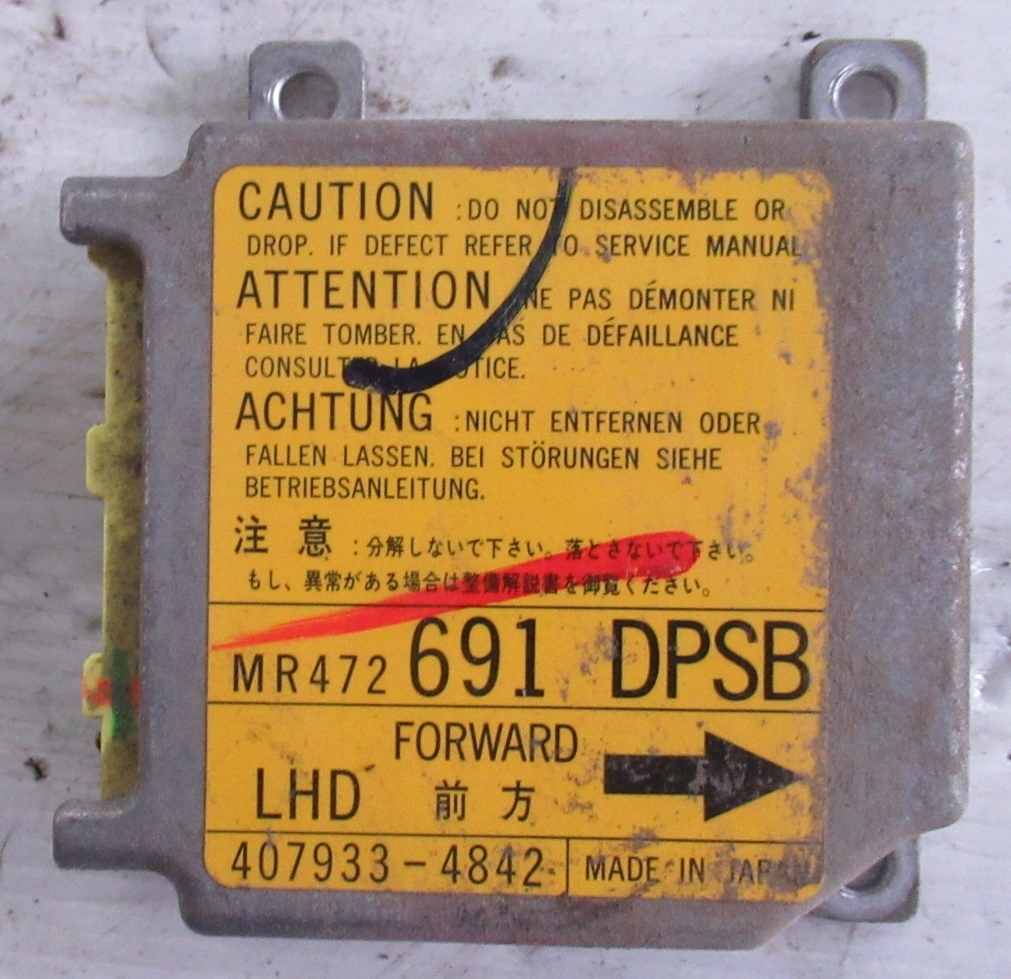 CAUTION :DO NOT DISASSEMBLE OR
DROP. IF DEFECT REFER TO SERVICE MANUAL
ATTENTION :NE PAS DÉMONTER NI
FAIRE TOMBER. EN CAS DE DÉFAILLANCE
CONSULTER LA NOTICE.
ACHTUNG :NICHT ENTFERNEN ODER
FALLEN LASSEN. BEI STÖRUNGEN SIEHE
BETRIEBSANLEITUNG.
注意 :分解しないで下さい。落とさないで下さい。
もし、異常がある場合は整備解説書を御覧ください。
MR472 691 DPSB
FORWARD
LHD 前方
407933-4842 MADE IN JAPAN